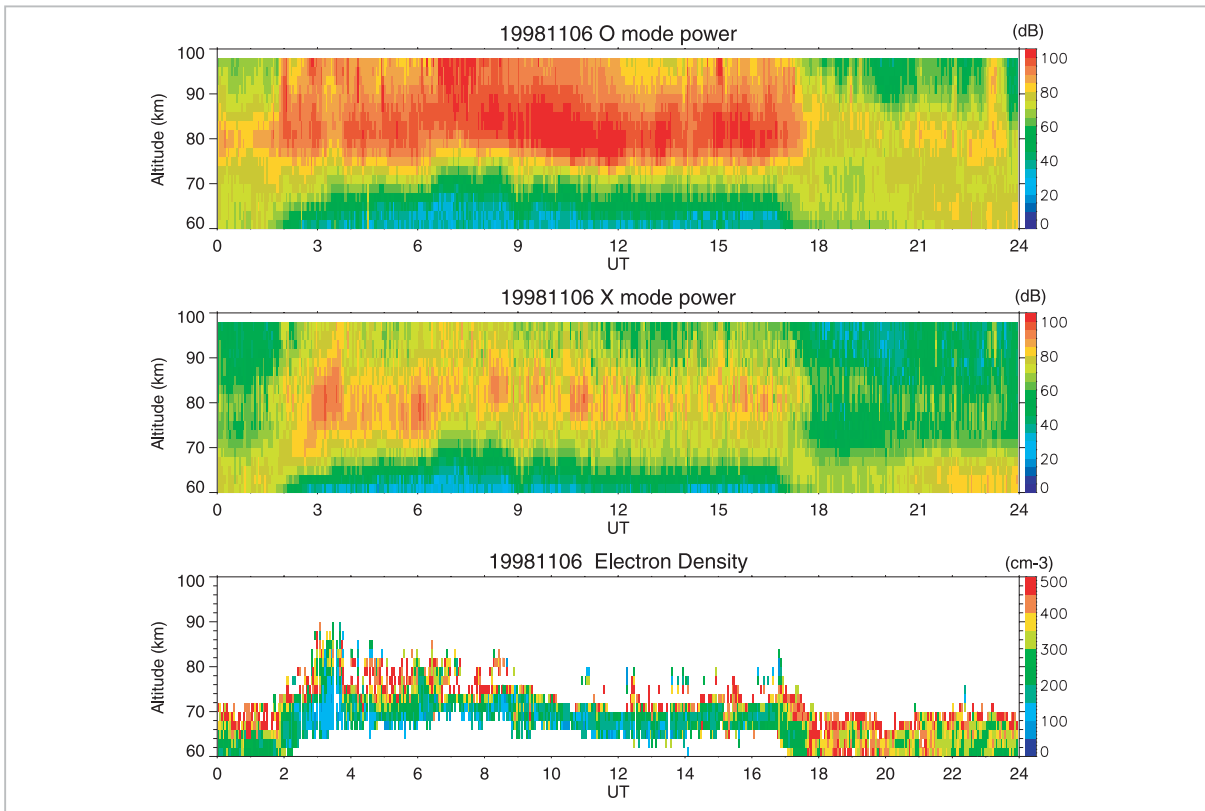 19981106 O mode power
(dB)
100
90
80
70
60
Altitude (km)
0 3 6 9 12 15 18 21 24
UT
100
80
60
40
20
0
19981106 X mode power
(dB)
100
90
80
70
60
Altitude (km)
0 3 6 9 12 15 18 21 24
UT
100
80
60
40
20
0
19981106 Electron Density
(cm-3)
100
90
80
70
60
Altitude (km)
0 2 4 6 8 10 12 14 16 18 20 22 24
UT
500
400
300
200
100
0